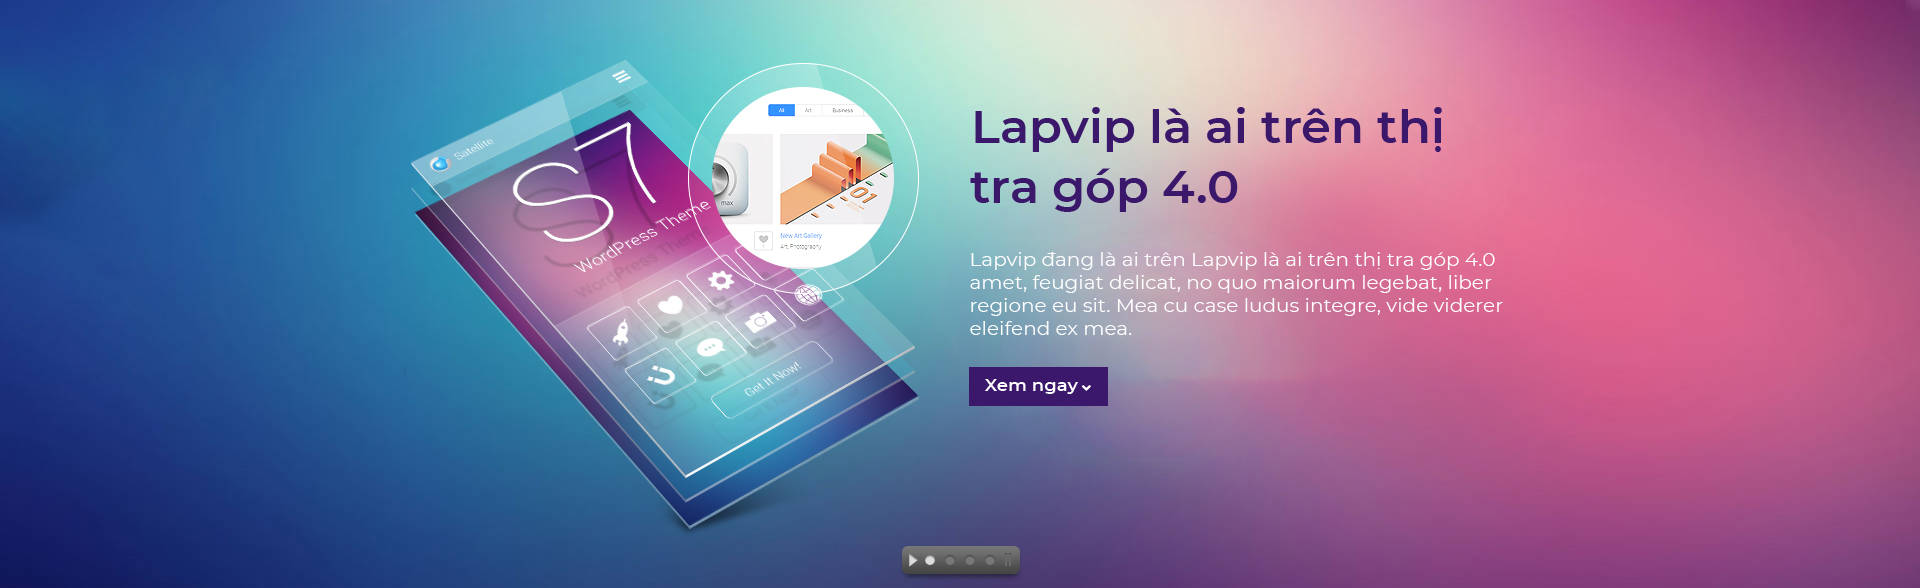 Satellite
S7
WordPress Theme
Get It Now!
All Art Business
max
01
New Art Gallery
Art, Photography
Lapvip là ai trên thị
tra góp 4.0
Lapvip đang là ai trên Lapvip là ai trên thị tra góp 4.0
amet, feugiat delicat, no quo maiorum legebat, liber
regione eu sit. Mea cu case ludus integre, vide viderer
eleifend ex mea.
Xem ngay